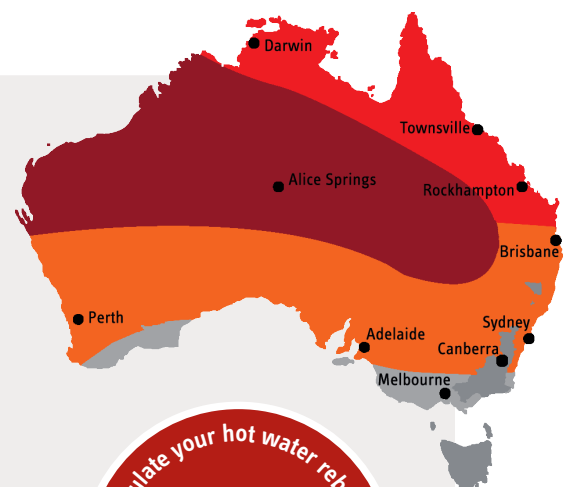 Darwin
Townsville
Alice Springs
Rockhampton
Brisbane
Perth
Sydney
Adelaide
Canberra
Melbourne
your hot water